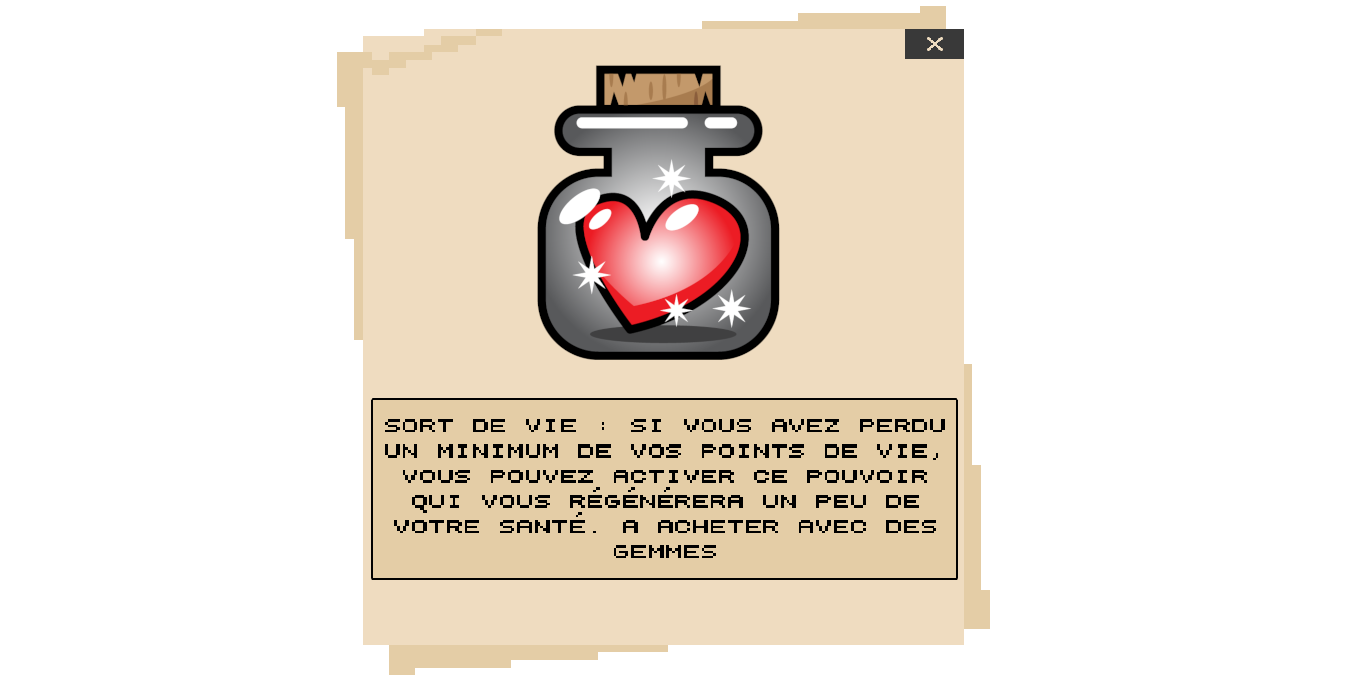 SORT DE VIE : SI VOUS AVEZ PERDU
UN MINIMUM DE VOS POINTS DE VIE,
VOUS POUVEZ ACTIVER CE POUVOIR
QUI VOUS RÉGÉNÉRERA UN PEU DE
VOTRE SANTÉ. A ACHETER AVEC DES
GEMMES